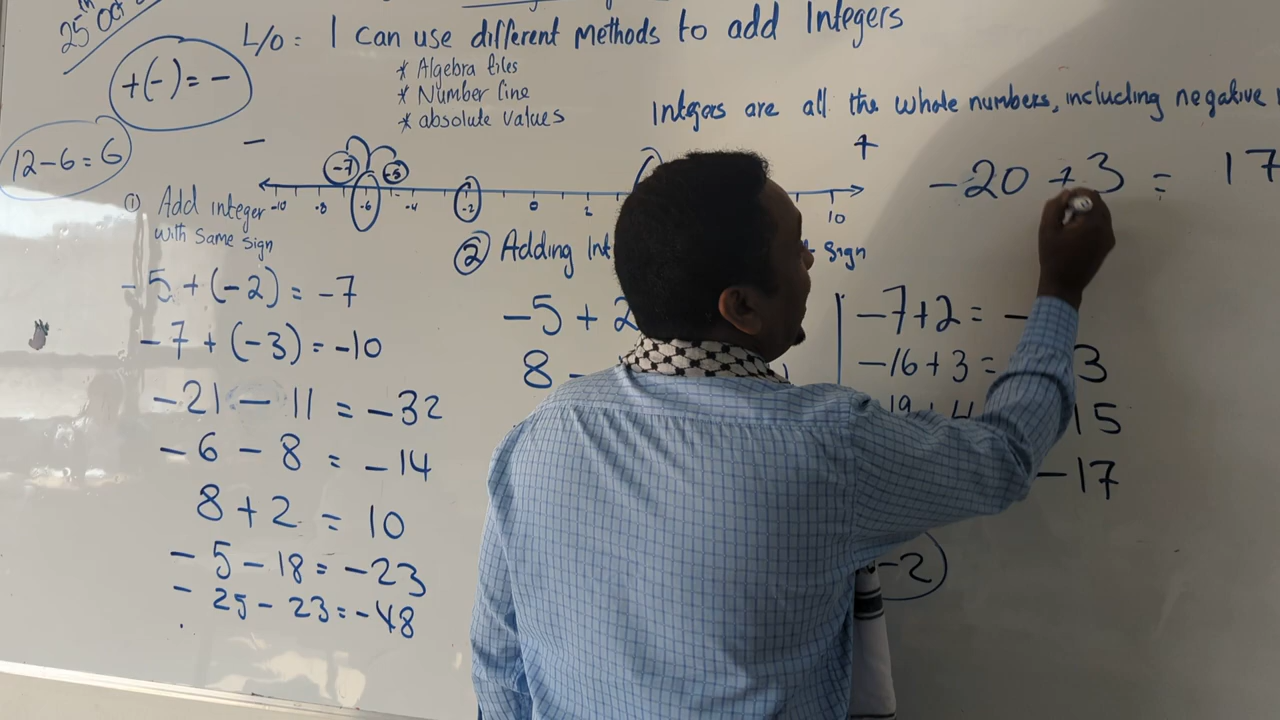 25th Oct
L/O = I can use different methods to add Integers
+(-) = -
* Algebra tiles
* Number line
* absolute values
Integers are all the whole numbers, including negative
12-6=6
- +
-7 -5
-10 -8 -6 -4 -2 0 2 10
-20 +3 = 17
① Add integer
with same sign
② Adding Int sign
-5+(-2) = -7
-7+(-3) = -10
-21 - 11 = -32
-6 - 8 = -14
8+2 = 10
-5-18 = -23
-25-23 = -48
-5+2
8 -
-7+2 = -
-16+3 = 3
19+4 15
-17
-2